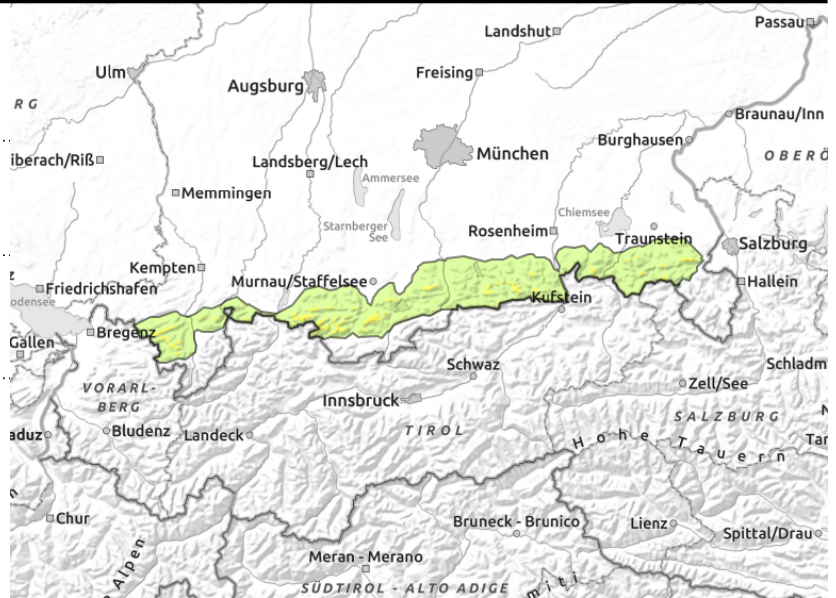 Passau
Landshut
Ulm
Freising
Augsburg
RG
Braunau/Inn
Burghausen
iberach/Riß
Landsberg/Lech
München
OBERÖ
Ammersee
Memmingen
Starnberger
See
Chiemsee
Rosenheim
Traunstein
Salzburg
Kempten
Murnau/Staffelsee
Hallein
z
Friedrichshafen
odensee
Kufstein
Bregenz
Gallen
Schwaz
Schladm
VORARL-
BERG
Zell/See
Innsbruck
SALZBURG
TIROL
Bludenz
Landeck
aduz
Hohe Tauern
Tar
Chur
Bruneck - Brunico
Lienz
Spittal/Drau
Alpen
Meran - Merano
SÜDTIROL - ALTO ADIGE
miti